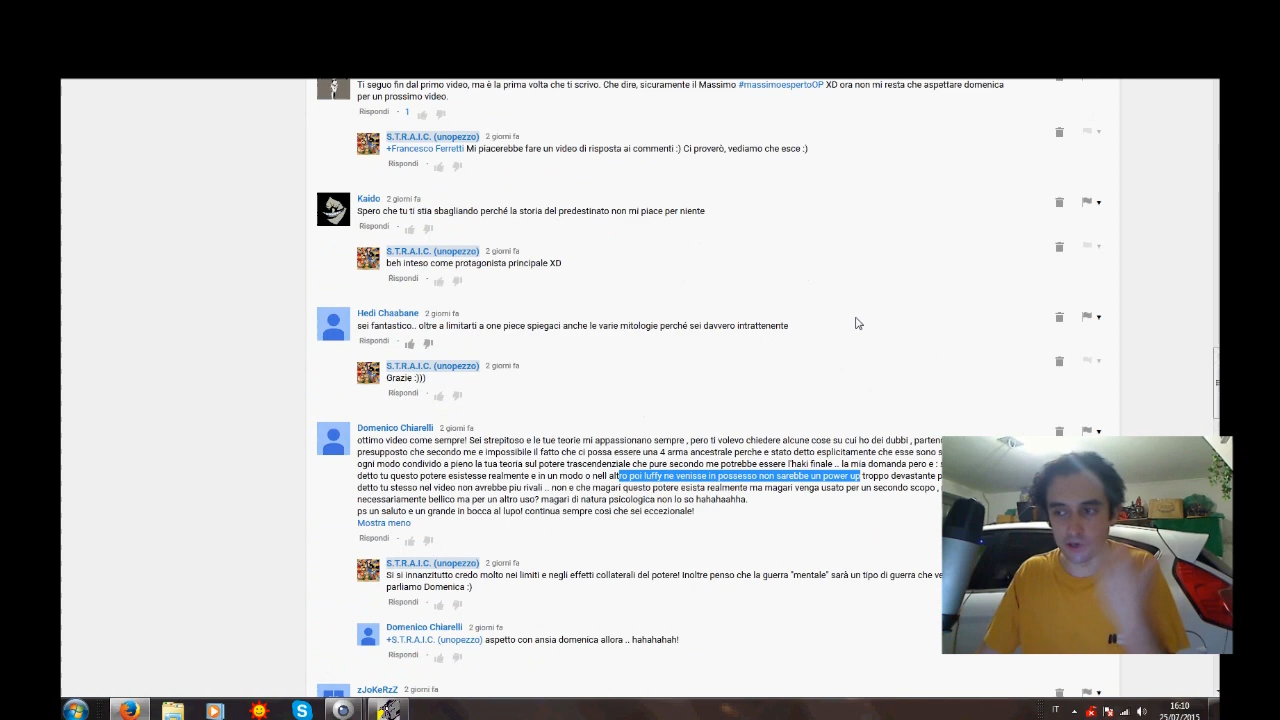 Ti seguo fin dal primo video, ma è la prima volta che ti scrivo. Che dire, sicuramente il Massimo #massimoespertoOP XD ora non mi resta che aspettare domenica
per un prossimo video.
Rispondi · 1
S.T.R.A.I.C. (unopezzo) 2 giorni fa
+Francesco Ferretti Mi piacerebbe fare un video di risposta ai commenti :) Ci proverò, vediamo che esce :)
Rispondi ·
Kaido 2 giorni fa
Spero che tu ti stia sbagliando perché la storia del predestinato non mi piace per niente
Rispondi ·
S.T.R.A.I.C. (unopezzo) 2 giorni fa
beh inteso come protagonista principale XD
Rispondi ·
Hedi Chaabane 2 giorni fa
sei fantastico.. oltre a limitarti a one piece spiegaci anche le varie mitologie perché sei davvero intrattenente
Rispondi ·
S.T.R.A.I.C. (unopezzo) 2 giorni fa
Grazie :)))
Rispondi ·
Domenico Chiarelli 2 giorni fa
ottimo video come sempre! Sei strepitoso e le tue teorie mi appassionano sempre , pero ti volevo chiedere alcune cose su cui ho dei dubbi , parten
presupposto che secondo me e impossibile il fatto che ci possa essere una 4 arma ancestrale perche e stato detto esplicitamente che esse sono s
ogni modo condivido a pieno la tua teoria sul potere trascendenziale che pure secondo me potrebbe essere l'haki finale .. la mia domanda pero e : s
detto tu questo potere esistesse realmente e in un modo o nell altro poi luffy ne venisse in possesso non sarebbe un power up troppo devastante p
detto tu stesso nel video non avrebbe piu rivali .. non e che magari questo potere esista realmente ma magari venga usato per un secondo scopo ,
necessariamente bellico ma per un altro uso? magari di natura psicologica non lo so hahahaahha.
ps un saluto e un grande in bocca al lupo! continua sempre cosi che sei eccezionale!
Mostra meno
Rispondi ·
S.T.R.A.I.C. (unopezzo) 2 giorni fa
Si si innanzitutto credo molto nei limiti e negli effetti collaterali del potere! Inoltre penso che la guerra "mentale" sarà un tipo di guerra che ve
parliamo Domenica :)
Rispondi ·
Domenico Chiarelli 2 giorni fa
+S.T.R.A.I.C. (unopezzo) aspetto con ansia domenica allora .. hahahah!
Rispondi ·
zJoKeRzZ 2 giorni fa
IT
16:10
25/07/2015